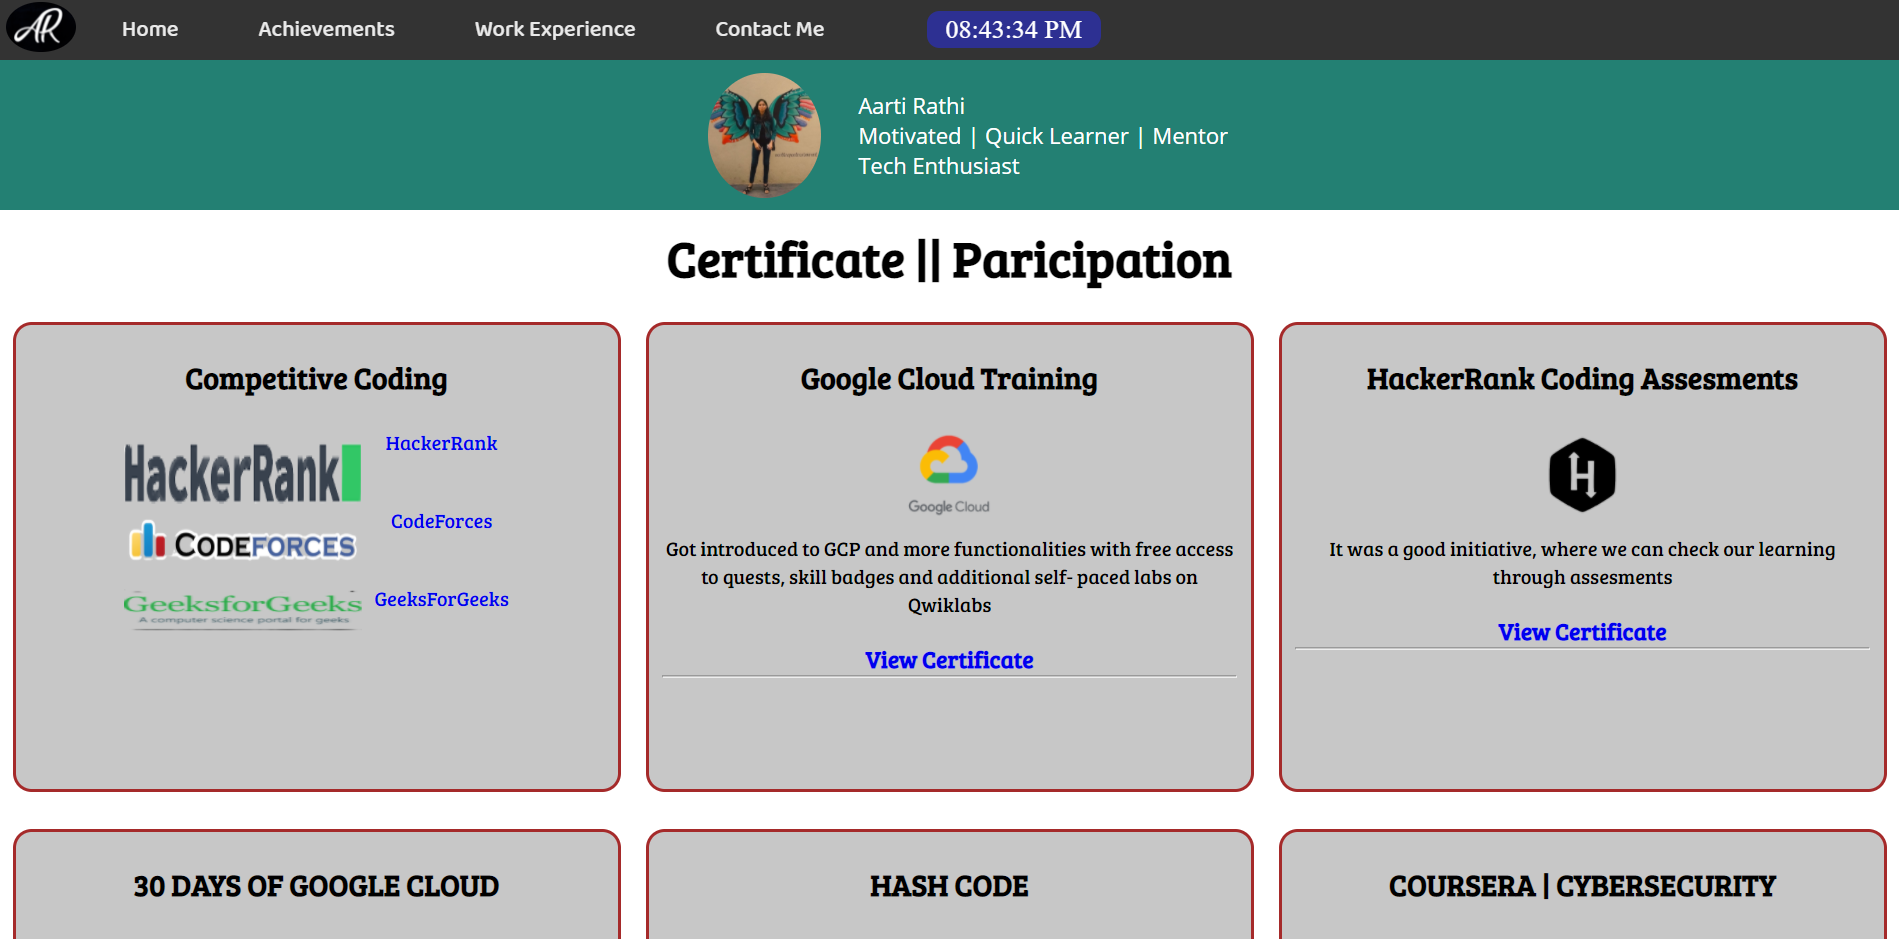 AR
Home
Achievements
Work Experience
Contact Me
08:43:34 PM
Aarti Rathi
Motivated | Quick Learner | Mentor
Tech Enthusiast
Certificate || Paricipation
Competitive Coding
HackerRank
HackerRank
CODEFORCES
CodeForces
GeeksforGeeks
A computer science portal for geeks
GeeksForGeeks
Google Cloud Training
Google Cloud
Got introduced to GCP and more functionalities with free access
to quests, skill badges and additional self- paced labs on
Qwiklabs
View Certificate
HackerRank Coding Assesments
H
It was a good initiative, where we can check our learning
through assesments
View Certificate
30 DAYS OF GOOGLE CLOUD
HASH CODE
COURSERA | CYBERSECURITY